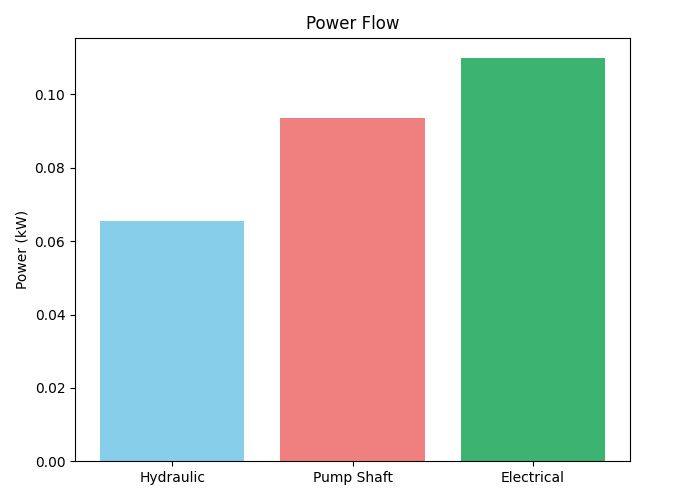 Power Flow
Power (kW)
0.10
0.08
0.06
0.04
0.02
0.00
Hydraulic
Pump Shaft
Electrical